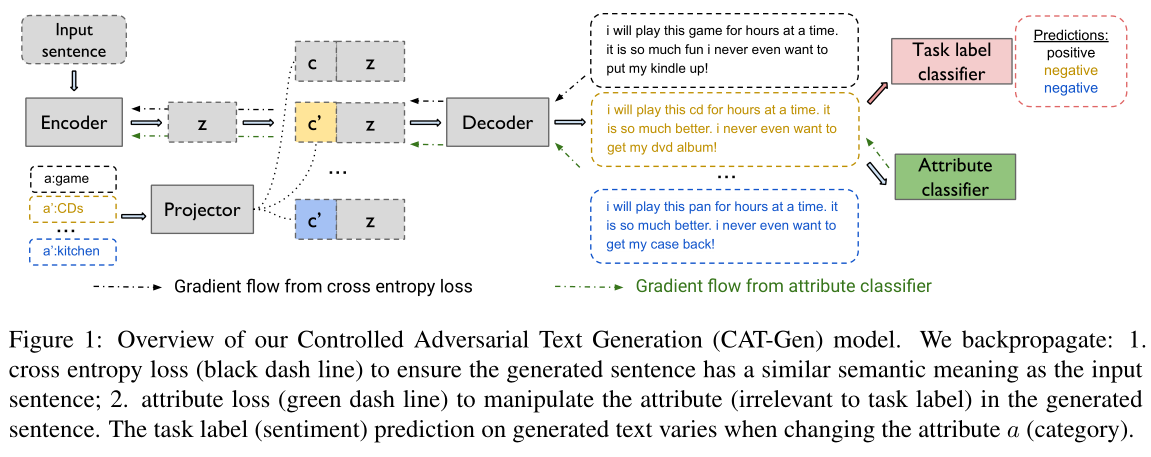 Input
sentence
Encoder
z
a:game
a':CDs
...
a':kitchen
Projector
c z
c' z
...
c' z
Decoder
i will play this game for hours at a time.
it is so much fun i never even want to
put my kindle up!
i will play this cd for hours at a time. it
is so much better. i never even want to
get my dvd album!
...
i will play this pan for hours at a time. it
is so much better. i never even want to
get my case back!
Task label
classifier
Predictions:
positive
negative
negative
Attribute
classifier
Gradient flow from cross entropy loss
Gradient flow from attribute classifier
Figure 1: Overview of our Controlled Adversarial Text Generation (CAT-Gen) model. We backpropagate: 1.
cross entropy loss (black dash line) to ensure the generated sentence has a similar semantic meaning as the input
sentence; 2. attribute loss (green dash line) to manipulate the attribute (irrelevant to task label) in the generated
sentence. The task label (sentiment) prediction on generated text varies when changing the attribute a (category).